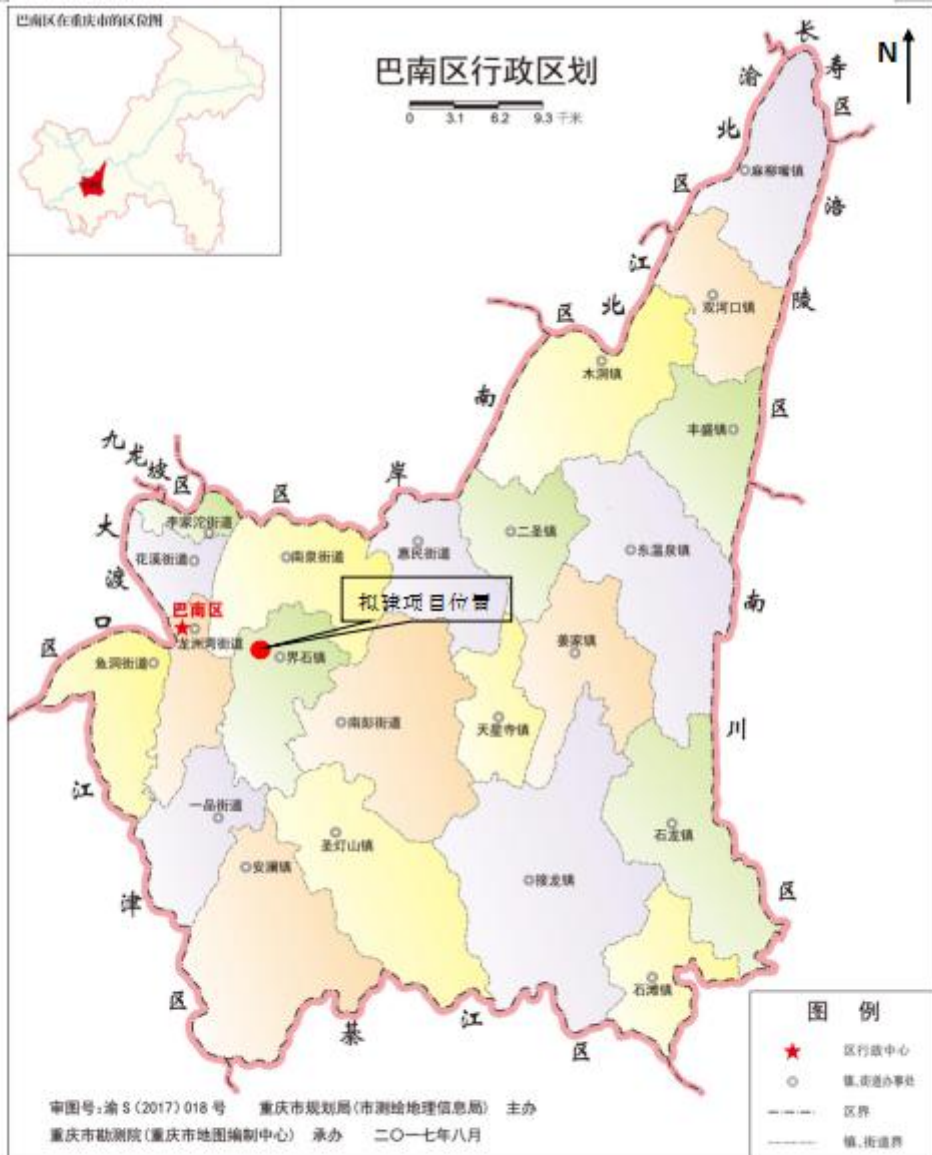 巴南区在重庆市的区位图
巴南区行政区划
0 3.1 6.2 9.3 千米
N
长寿区
渝北区
麻柳嘴镇
涪陵区
双河口镇
江北区
木洞镇
丰盛镇
南岸区
九龙坡区
大渡口区
李家沱街道
花溪街道
南泉街道
惠民街道
二圣镇
东温泉镇
拟建项目位置
巴南区
龙洲湾街道
鱼洞街道
界石镇
姜家镇
南彭街道
天星寺镇
南川区
江津区
一品街道
圣灯山镇
石龙镇
安澜镇
接龙镇
石滩镇
綦江区
图例
区行政中心
镇、街道办事处
区界
镇、街道界
审图号:渝S(2017)018号 重庆市规划局(市测绘地理信息局) 主办
重庆市勘测院(重庆市地图编制中心) 承办 二〇一七年八月